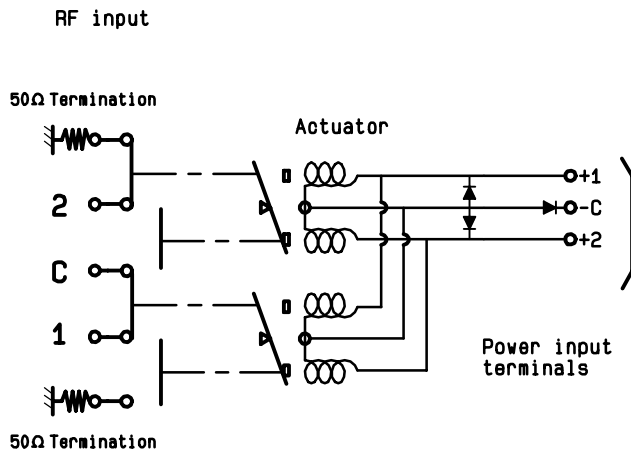 RF input
50Ω Termination
Actuator
+1
2
-C
+2
C
1
Power input
terminals
50Ω Termination